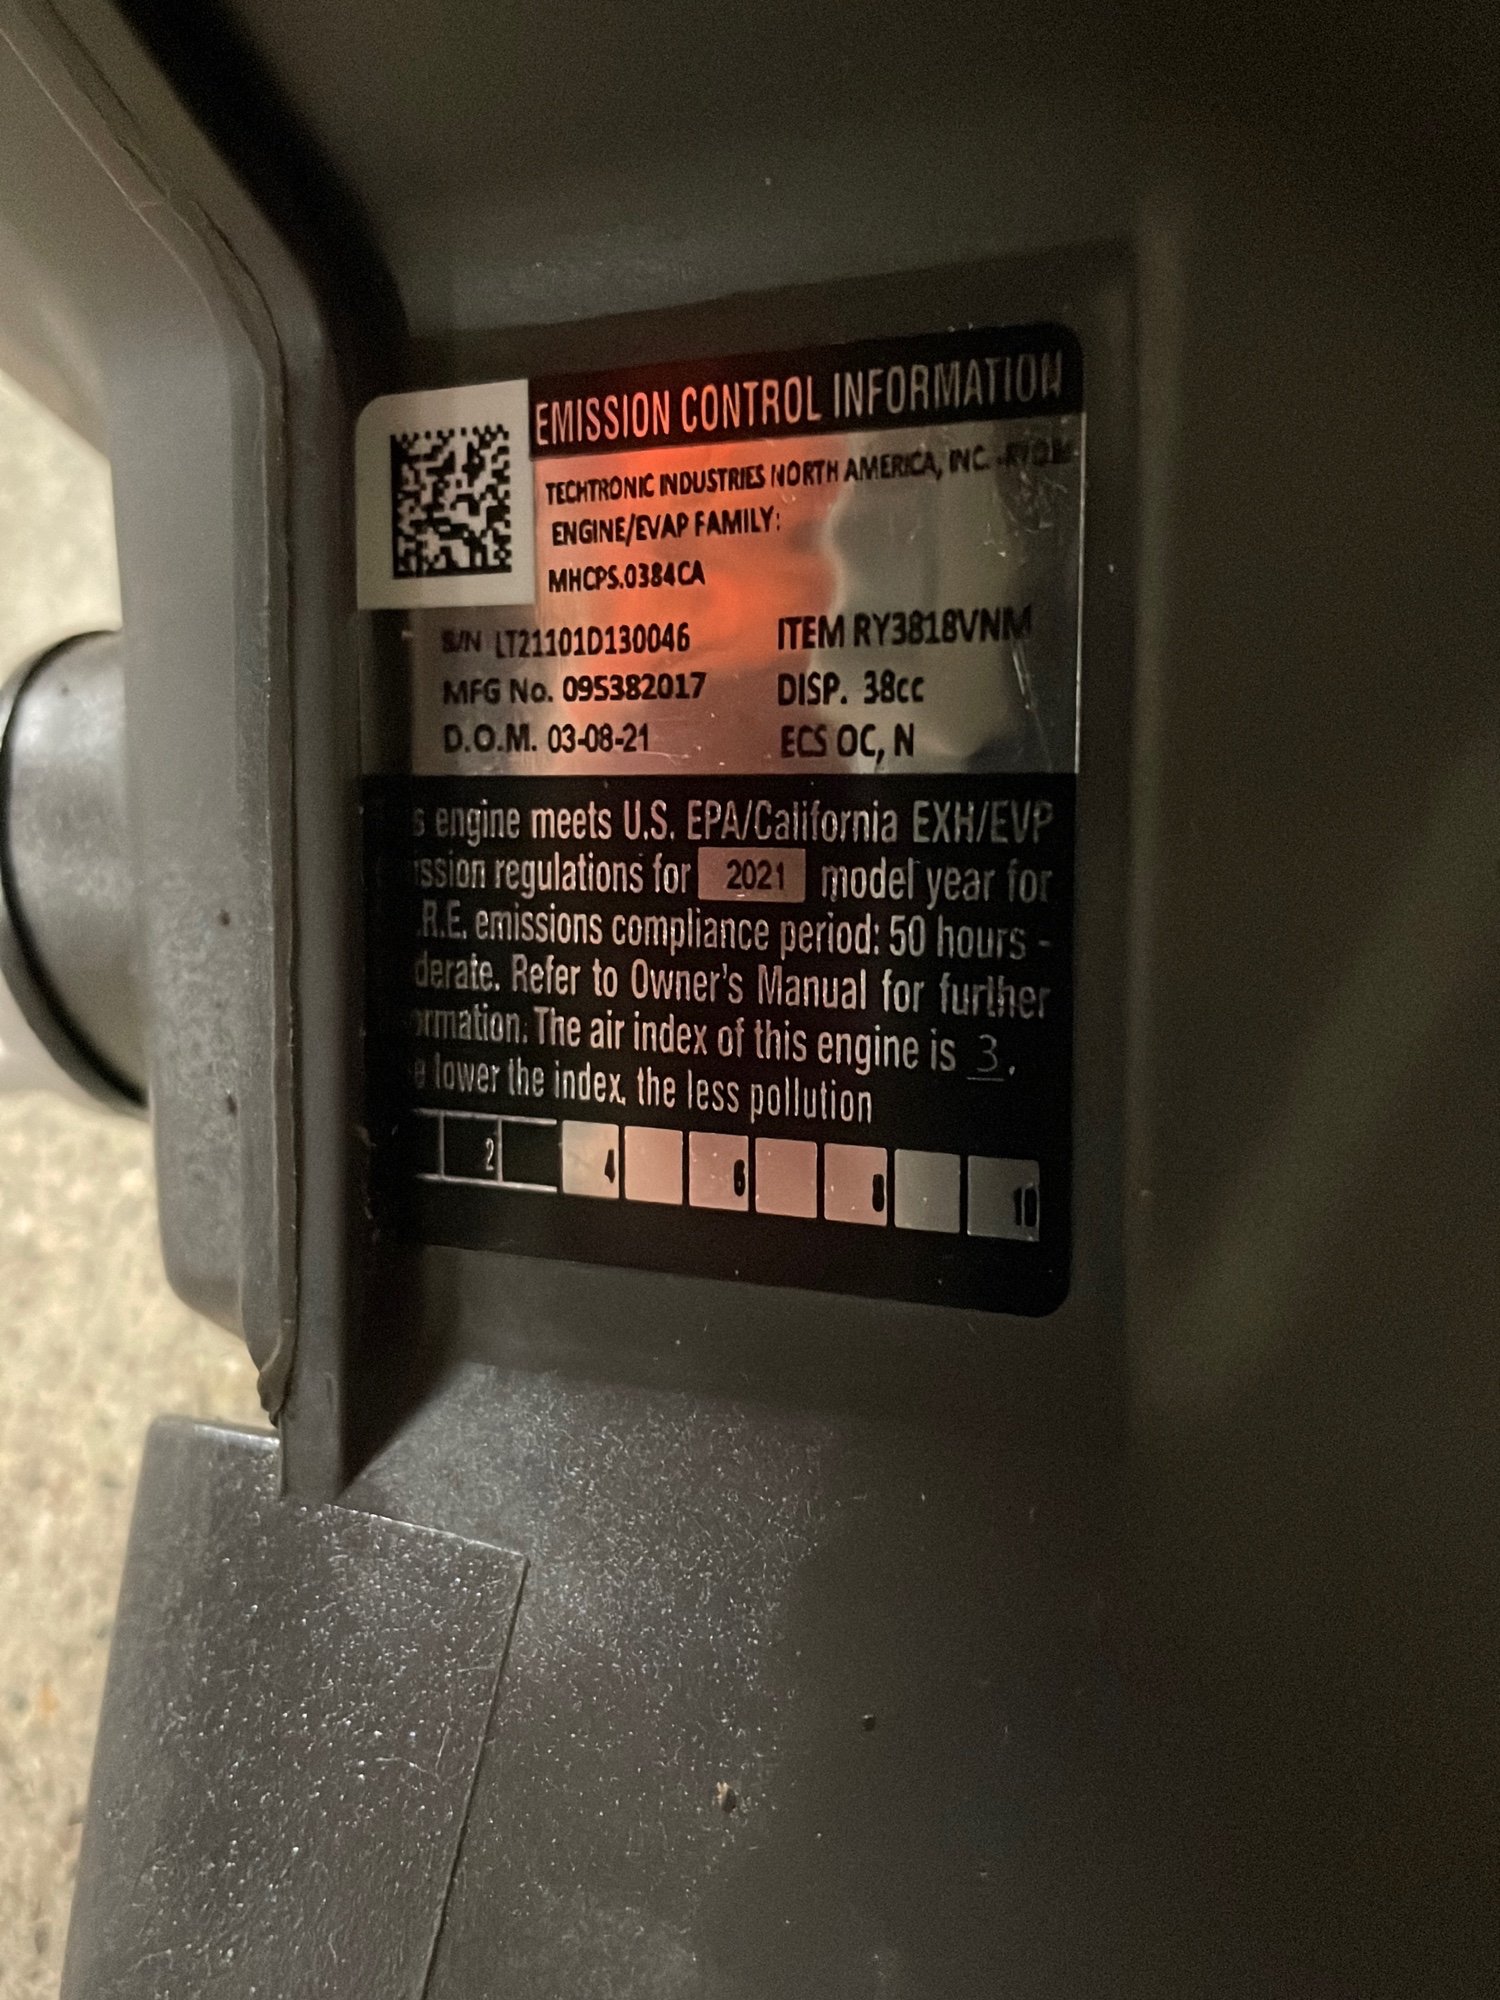 EMISSION CONTROL INFORMATION
TECHTRONIC INDUSTRIES NORTH AMERICA, INC.
ENGINE/EVAP FAMILY:
MHCPS.0384CA
S/N LT21101D130046 ITEM RY3818VNM
MFG No. 095382017 DISP. 38cc
D.O.M. 03-08-21 ECS OC, N
s engine meets U.S. EPA/California EXH/EVP
ission regulations for 2021 model year for
.R.E. emissions compliance period: 50 hours -
derate. Refer to Owner's Manual for further
ormation. The air index of this engine is 3.
e lower the index, the less pollution
2 4 6 8 10